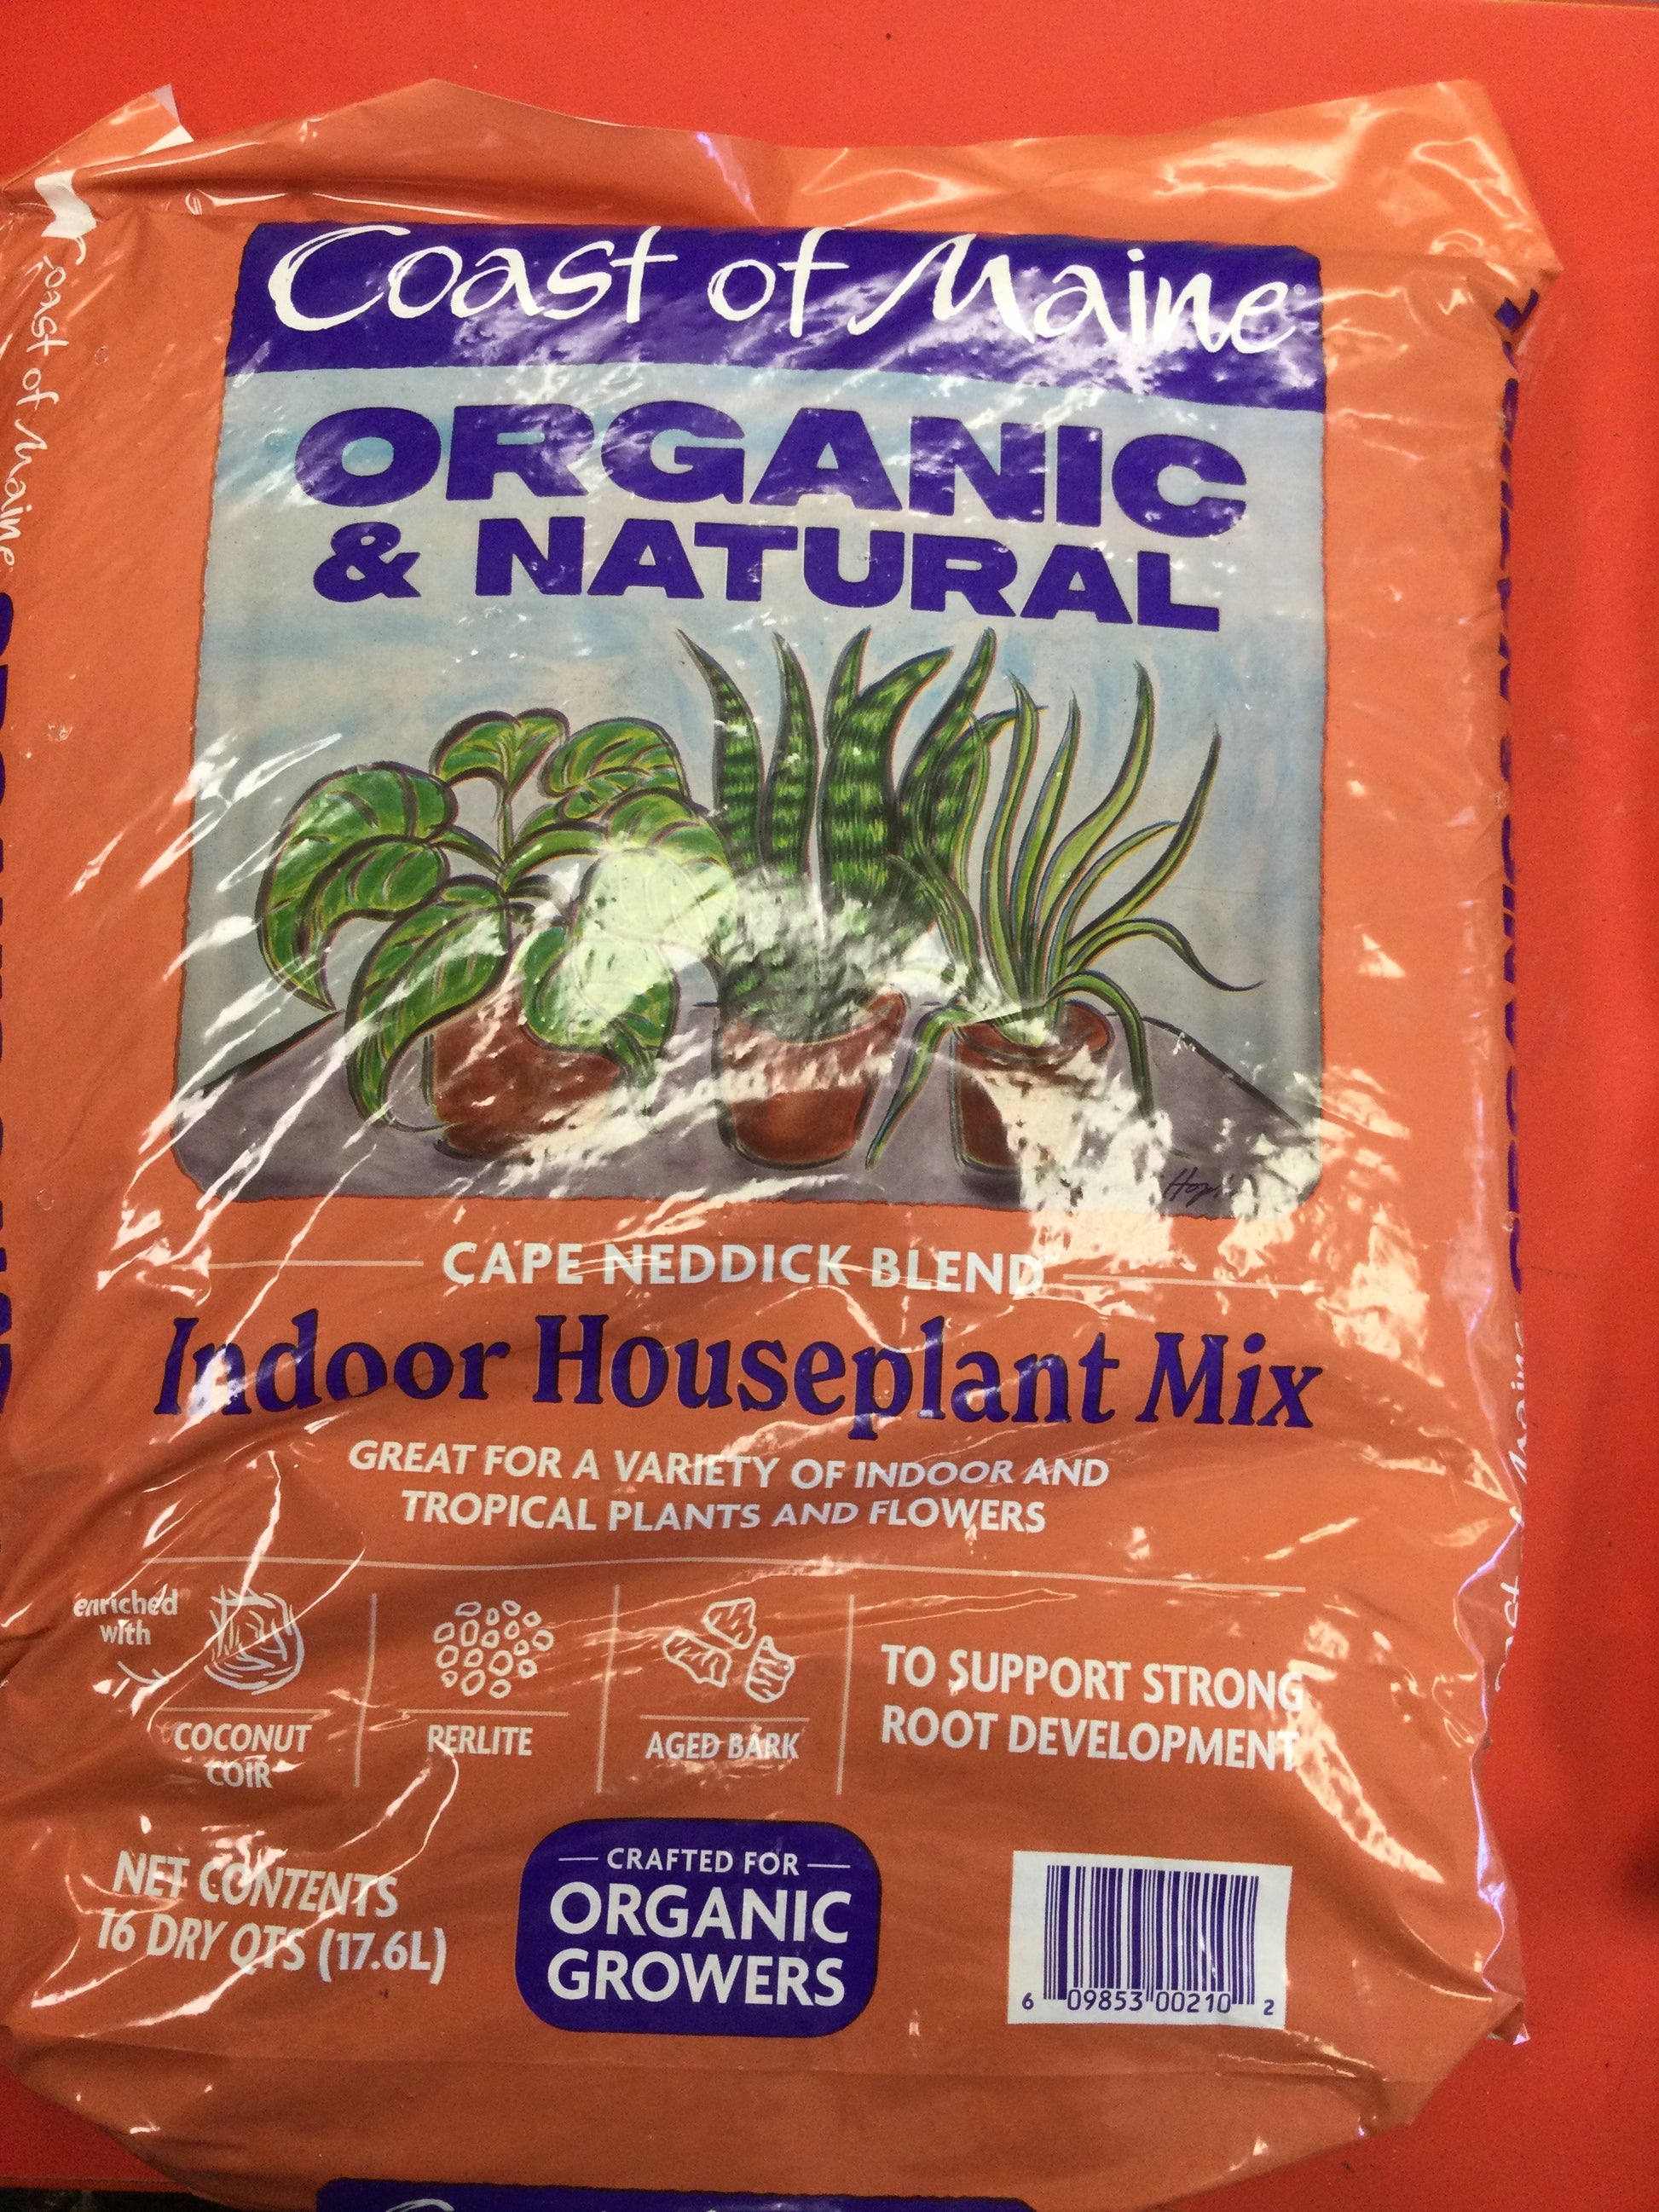 Coast of Maine
ORGANIC
& NATURAL
CAPE NEDDICK BLEND
Indoor Houseplant Mix
GREAT FOR A VARIETY OF INDOOR AND
TROPICAL PLANTS AND FLOWERS
enriched
with
COCONUT
COIR
PERLITE
AGED BARK
TO SUPPORT STRONG
ROOT DEVELOPMENT
NET CONTENTS
16 DRY QTS (17.6L)
CRAFTED FOR
ORGANIC
GROWERS
6 09853 00210 2
Coast of Maine